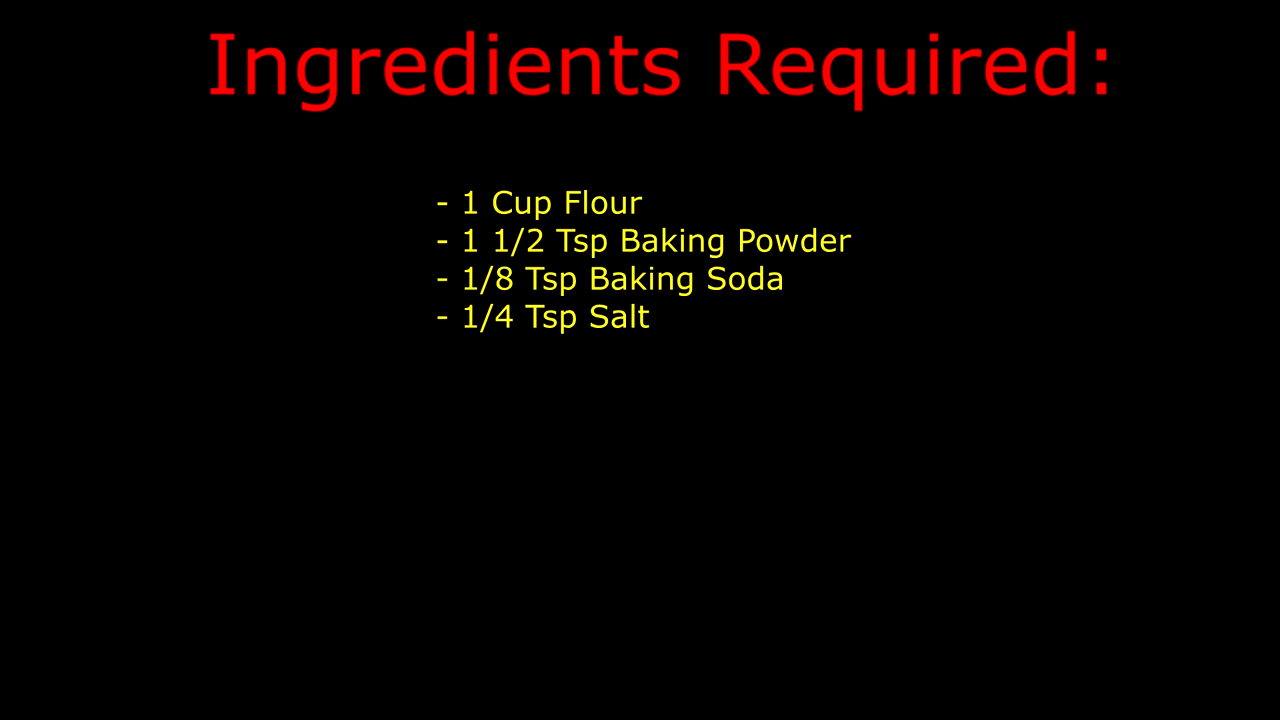 Ingredients Required:
- 1 Cup Flour
- 1 1/2 Tsp Baking Powder
- 1/8 Tsp Baking Soda
- 1/4 Tsp Salt